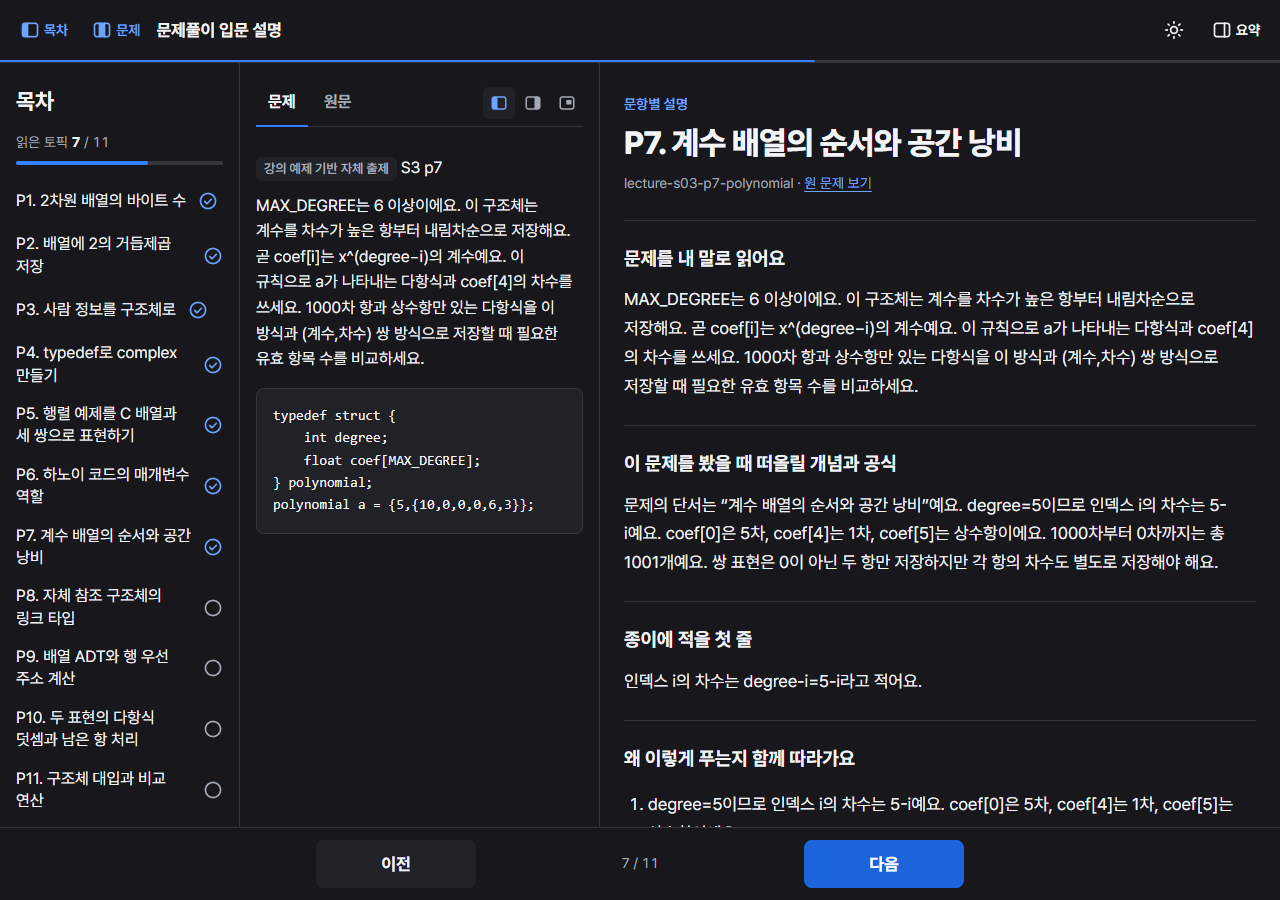 목차
문제
문제풀이 입문 설명
요약
목차
읽은 토픽 7 / 11
P1. 2차원 배열의 바이트 수
P2. 배열에 2의 거듭제곱
저장
P3. 사람 정보를 구조체로
P4. typedef로 complex
만들기
P5. 행렬 예제를 C 배열과
세 쌍으로 표현하기
P6. 하노이 코드의 매개변수
역할
P7. 계수 배열의 순서와 공간
낭비
P8. 자체 참조 구조체의
링크 타입
P9. 배열 ADT와 행 우선
주소 계산
P10. 두 표현의 다항식
덧셈과 남은 항 처리
P11. 구조체 대입과 비교
연산
문제
원문
강의 예제 기반 자체 출제 S3 p7
MAX_DEGREE는 6 이상이에요. 이 구조체는
계수를 차수가 높은 항부터 내림차순으로 저장해요.
곧 coef[i]는 x^(degree−i)의 계수예요. 이
규칙으로 a가 나타내는 다항식과 coef[4]의 차수를
쓰세요. 1000차 항과 상수항만 있는 다항식을 이
방식과 (계수,차수) 쌍 방식으로 저장할 때 필요한
유효 항목 수를 비교하세요.
typedef struct {
    int degree;
    float coef[MAX_DEGREE];
} polynomial;
polynomial a = {5,{10,0,0,0,6,3}};
문항별 설명
P7. 계수 배열의 순서와 공간 낭비
lecture-s03-p7-polynomial · 원 문제 보기
문제를 내 말로 읽어요
MAX_DEGREE는 6 이상이에요. 이 구조체는 계수를 차수가 높은 항부터 내림차순으로
저장해요. 곧 coef[i]는 x^(degree−i)의 계수예요. 이 규칙으로 a가 나타내는 다항식과 coef[4]
의 차수를 쓰세요. 1000차 항과 상수항만 있는 다항식을 이 방식과 (계수,차수) 쌍 방식으로
저장할 때 필요한 유효 항목 수를 비교하세요.
이 문제를 봤을 때 떠올릴 개념과 공식
문제의 단서는 “계수 배열의 순서와 공간 낭비”예요. degree=5이므로 인덱스 i의 차수는 5-
i예요. coef[0]은 5차, coef[4]는 1차, coef[5]는 상수항이에요. 1000차부터 0차까지는 총
1001개예요. 쌍 표현은 0이 아닌 두 항만 저장하지만 각 항의 차수도 별도로 저장해야 해요.
종이에 적을 첫 줄
인덱스 i의 차수는 degree-i=5-i라고 적어요.
왜 이렇게 푸는지 함께 따라가요
1. degree=5이므로 인덱스 i의 차수는 5-i예요. coef[0]은 5차, coef[4]는 1차, coef[5]는
이전
7 / 11
다음